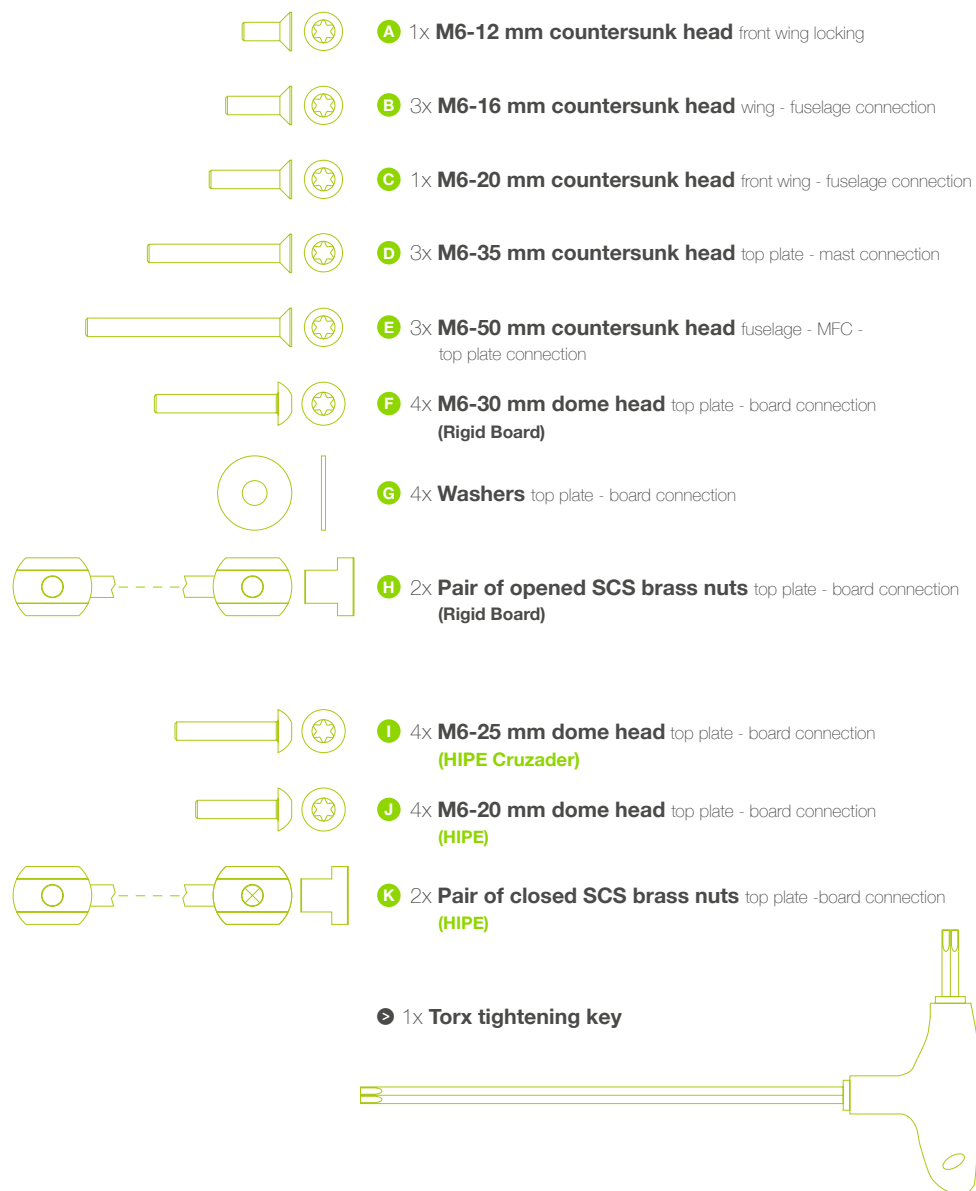 A 1x M6-12 mm countersunk head front wing locking
B 3x M6-16 mm countersunk head wing - fuselage connection
C 1x M6-20 mm countersunk head front wing - fuselage connection
D 3x M6-35 mm countersunk head top plate - mast connection
E 3x M6-50 mm countersunk head fuselage - MFC -
top plate connection
F 4x M6-30 mm dome head top plate - board connection
(Rigid Board)
G 4x Washers top plate - board connection
H 2x Pair of opened SCS brass nuts top plate - board connection
(Rigid Board)
I 4x M6-25 mm dome head top plate - board connection
(HIPE Cruzader)
J 4x M6-20 mm dome head top plate - board connection
(HIPE)
K 2x Pair of closed SCS brass nuts top plate -board connection
(HIPE)
> 1x Torx tightening key